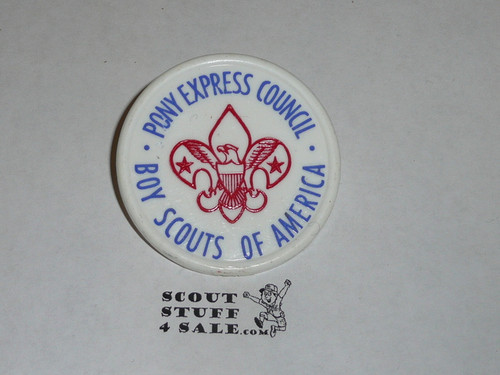 · PONY EXPRESS COUNCIL ·
BOY SCOUTS OF AMERICA
SCOUT
STUFF
4 SALE.com